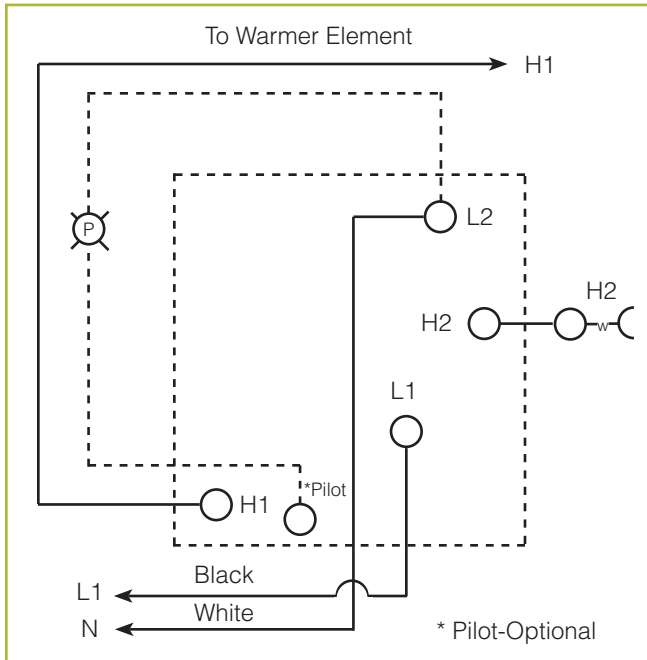 To Warmer Element
H1
P
L2
H2
H2
w
L1
*Pilot
H1
Black
L1
White
N
* Pilot-Optional